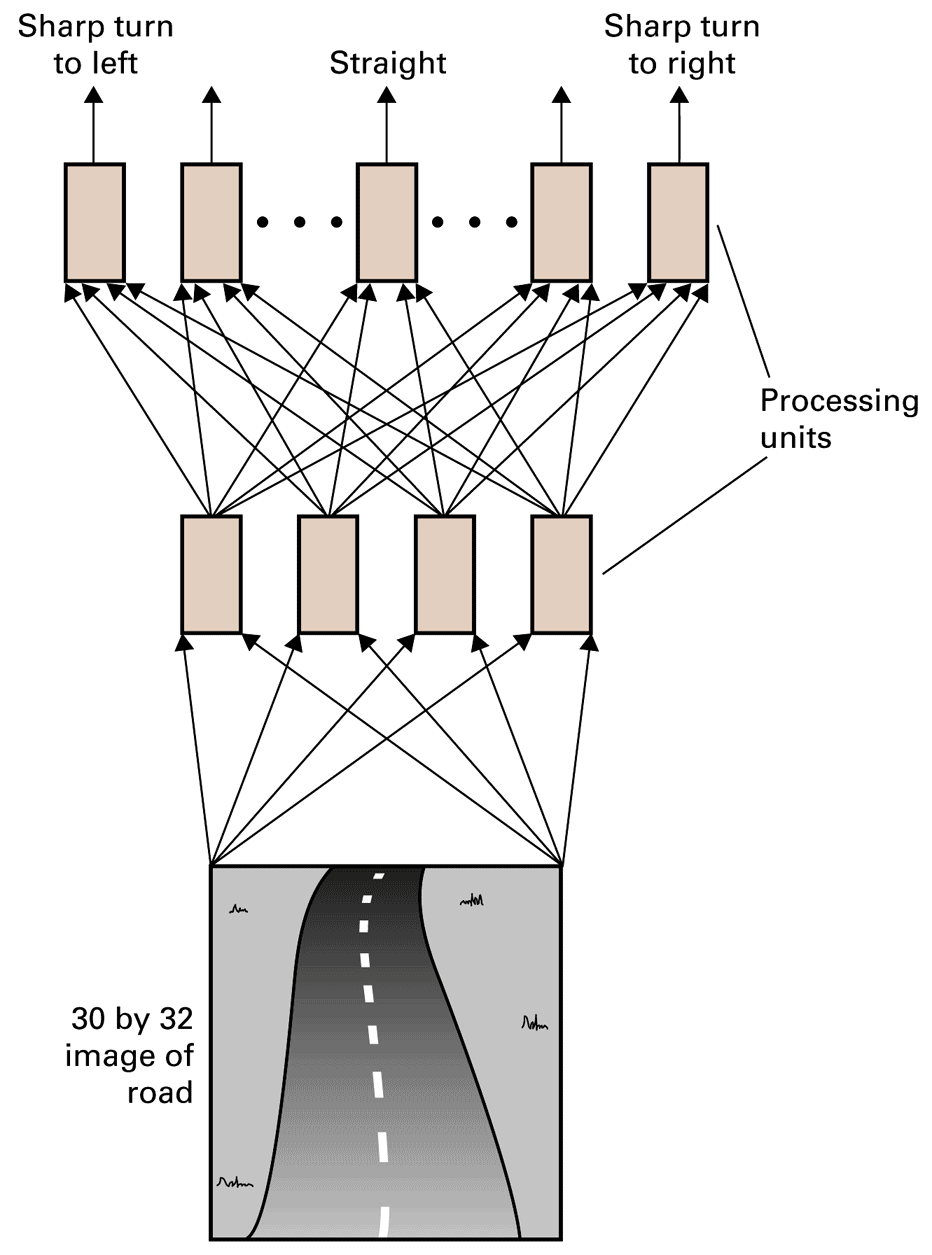 Sharp turn
to left
Straight
Sharp turn
to right
Processing
units
30 by 32
image of
road